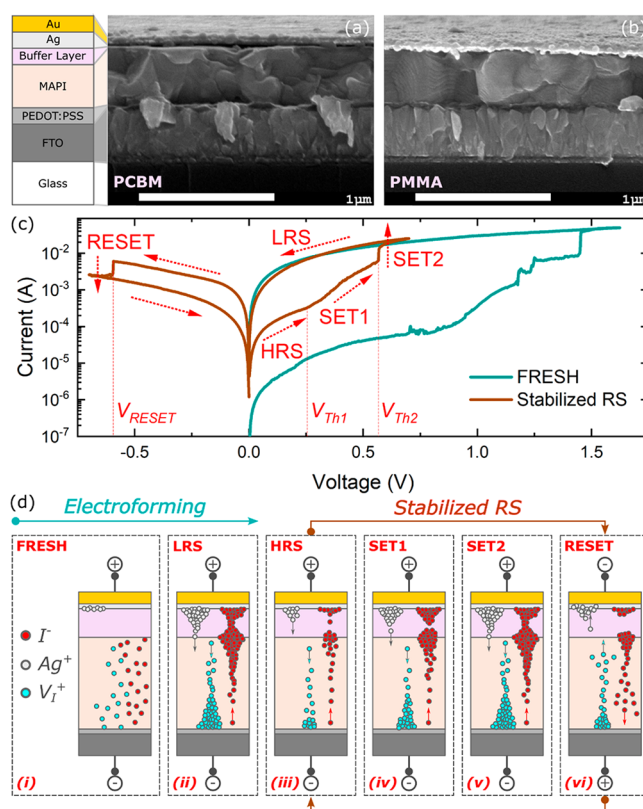 Au
Ag
Buffer Layer
MAPI
PEDOT:PSS
FTO
Glass
(a)
PCBM
1μm
(b)
PMMA
1μm
(c)
RESET
LRS
SET2
SET1
HRS
V_RESET
V_Th1
V_Th2
FRESH
Stabilized RS
Current (A)
10^-2
10^-3
10^-4
10^-5
10^-6
10^-7
-0.5
0.0
0.5
1.0
1.5
Voltage (V)
(d)
Electroforming
Stabilized RS
FRESH
LRS
HRS
SET1
SET2
RESET
+
+
+
+
+
-
I^-
Ag^+
V_I^+
-
-
-
-
-
+
(i)
(ii)
(iii)
(iv)
(v)
(vi)